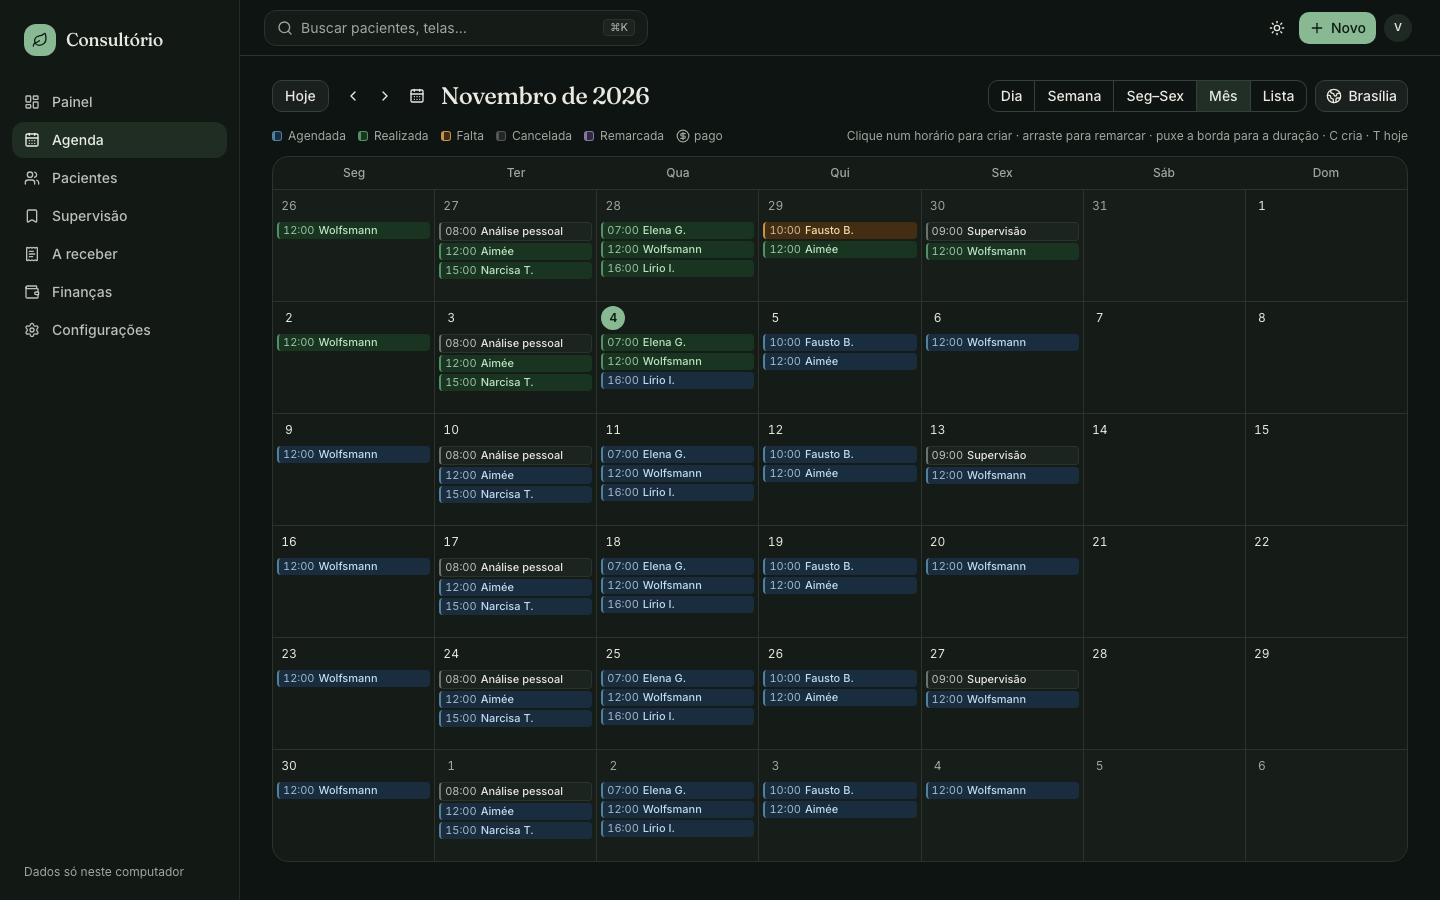 Consultório
Buscar pacientes, telas...
⌘K
+ Novo
V
Painel
Agenda
Pacientes
Supervisão
A receber
Finanças
Configurações
Dados só neste computador
Hoje
Novembro de 2026
Dia Semana Seg–Sex Mês Lista
Brasília
Agendada Realizada Falta Cancelada Remarcada pago
Clique num horário para criar · arraste para remarcar · puxe a borda para a duração · C cria · T hoje
Seg Ter Qua Qui Sex Sáb Dom
26
12:00 Wolfsmann
27
08:00 Análise pessoal
12:00 Aimée
15:00 Narcisa T.
28
07:00 Elena G.
12:00 Wolfsmann
16:00 Lírio I.
29
10:00 Fausto B.
12:00 Aimée
30
09:00 Supervisão
12:00 Wolfsmann
31
1
2
12:00 Wolfsmann
3
08:00 Análise pessoal
12:00 Aimée
15:00 Narcisa T.
4
07:00 Elena G.
12:00 Wolfsmann
16:00 Lírio I.
5
10:00 Fausto B.
12:00 Aimée
6
12:00 Wolfsmann
7
8
9
12:00 Wolfsmann
10
08:00 Análise pessoal
12:00 Aimée
15:00 Narcisa T.
11
07:00 Elena G.
12:00 Wolfsmann
16:00 Lírio I.
12
10:00 Fausto B.
12:00 Aimée
13
09:00 Supervisão
12:00 Wolfsmann
14
15
16
12:00 Wolfsmann
17
08:00 Análise pessoal
12:00 Aimée
15:00 Narcisa T.
18
07:00 Elena G.
12:00 Wolfsmann
16:00 Lírio I.
19
10:00 Fausto B.
12:00 Aimée
20
12:00 Wolfsmann
21
22
23
12:00 Wolfsmann
24
08:00 Análise pessoal
12:00 Aimée
15:00 Narcisa T.
25
07:00 Elena G.
12:00 Wolfsmann
16:00 Lírio I.
26
10:00 Fausto B.
12:00 Aimée
27
09:00 Supervisão
12:00 Wolfsmann
28
29
30
12:00 Wolfsmann
1
08:00 Análise pessoal
12:00 Aimée
15:00 Narcisa T.
2
07:00 Elena G.
12:00 Wolfsmann
16:00 Lírio I.
3
10:00 Fausto B.
12:00 Aimée
4
12:00 Wolfsmann
5
6